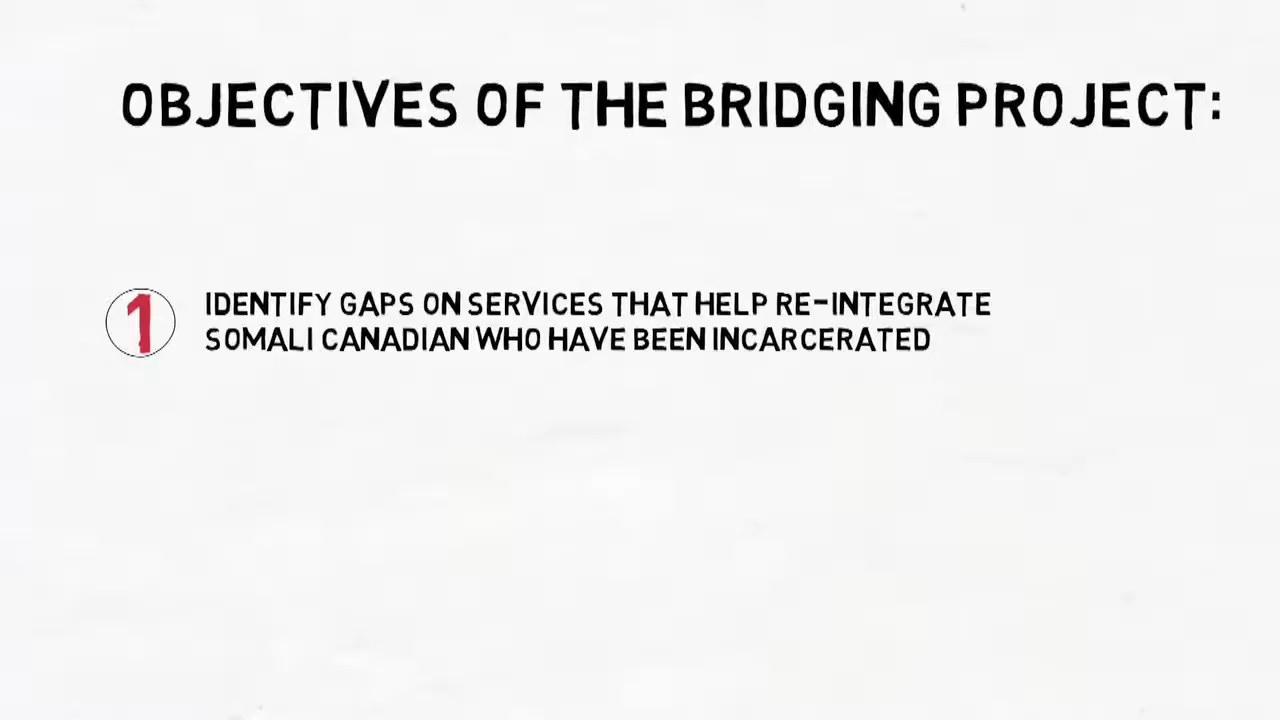 OBJECTIVES OF THE BRIDGING PROJECT:
1 IDENTIFY GAPS ON SERVICES THAT HELP RE-INTEGRATE
SOMALI CANADIAN WHO HAVE BEEN INCARCERATED